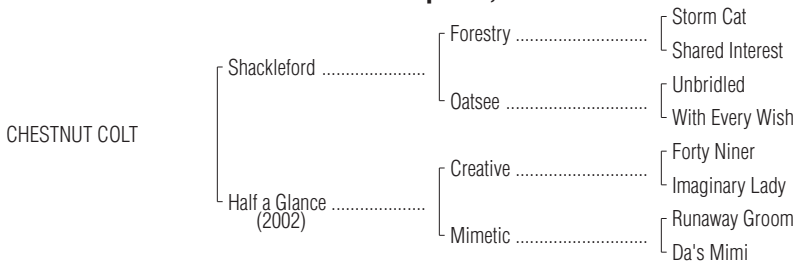 Storm Cat
Forestry ............................
Shared Interest
Shackleford ......................
Unbridled
Oatsee ..............................
With Every Wish
CHESTNUT COLT
Forty Niner
Creative ............................
Imaginary Lady
Half a Glance ....................
(2002)
Runaway Groom
Mimetic ............................
Da's Mimi